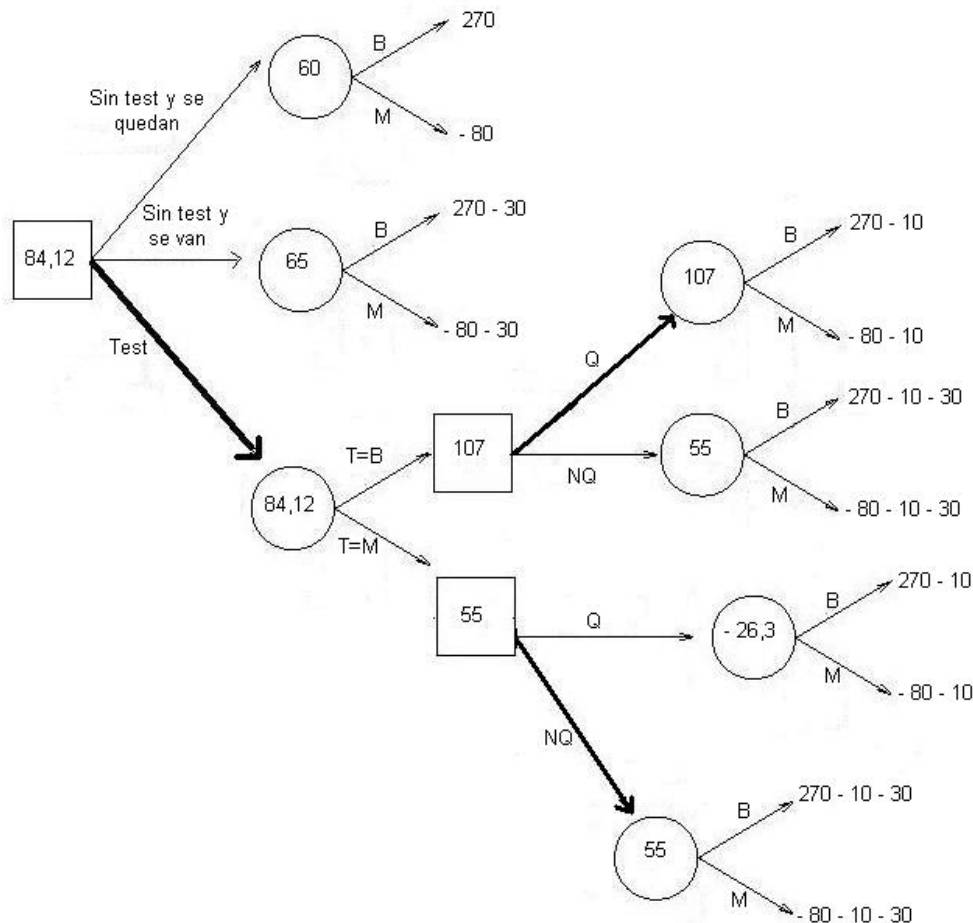 270
B
60
Sin test y se
quedan
M
- 80
Sin test y
se van
B
270 - 30
84,12
65
M
- 80 - 30
Test
B
270 - 10
107
M
- 80 - 10
Q
B
270 - 10 - 30
T=B
107
55
NQ
M
- 80 - 10 - 30
84,12
T=M
B
270 - 10
55
Q
- 26,3
M
- 80 - 10
NQ
B
270 - 10 - 30
55
M
- 80 - 10 - 30